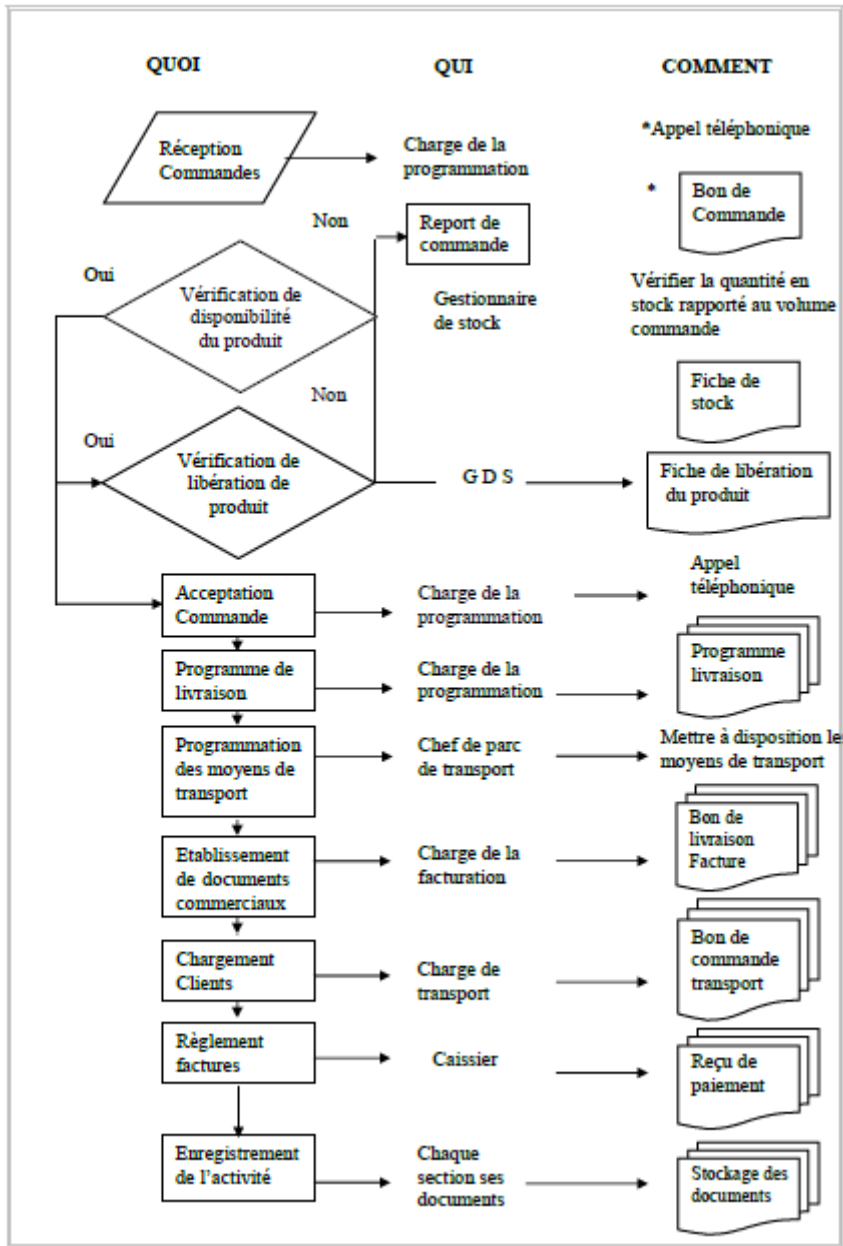 QUOI QUI COMMENT
Réception
Commandes
Charge de la
programmation
*Appel téléphonique
*
Bon de
Commande
Non
Report de
commande
Oui
Vérification de
disponibilité
du produit
Gestionnaire
de stock
Vérifier la quantité en
stock rapporté au volume
commande
Fiche de
stock
Non
Oui
Vérification de
libération de
produit
G D S
Fiche de libération
du produit
Acceptation
Commande
Charge de la
programmation
Appel
téléphonique
Programme de
livraison
Charge de la
programmation
Programme
livraison
Programmation
des moyens de
transport
Chef de parc
de transport
Mettre à disposition les
moyens de transport
Etablissement
de documents
commerciaux
Charge de la
facturation
Bon de
livraison
Facture
Chargement
Clients
Charge de
transport
Bon de
commande
transport
Règlement
factures
Caissier
Reçu de
paiement
Enregistrement
de l’activité
Chaque
section ses
documents
Stockage des
documents